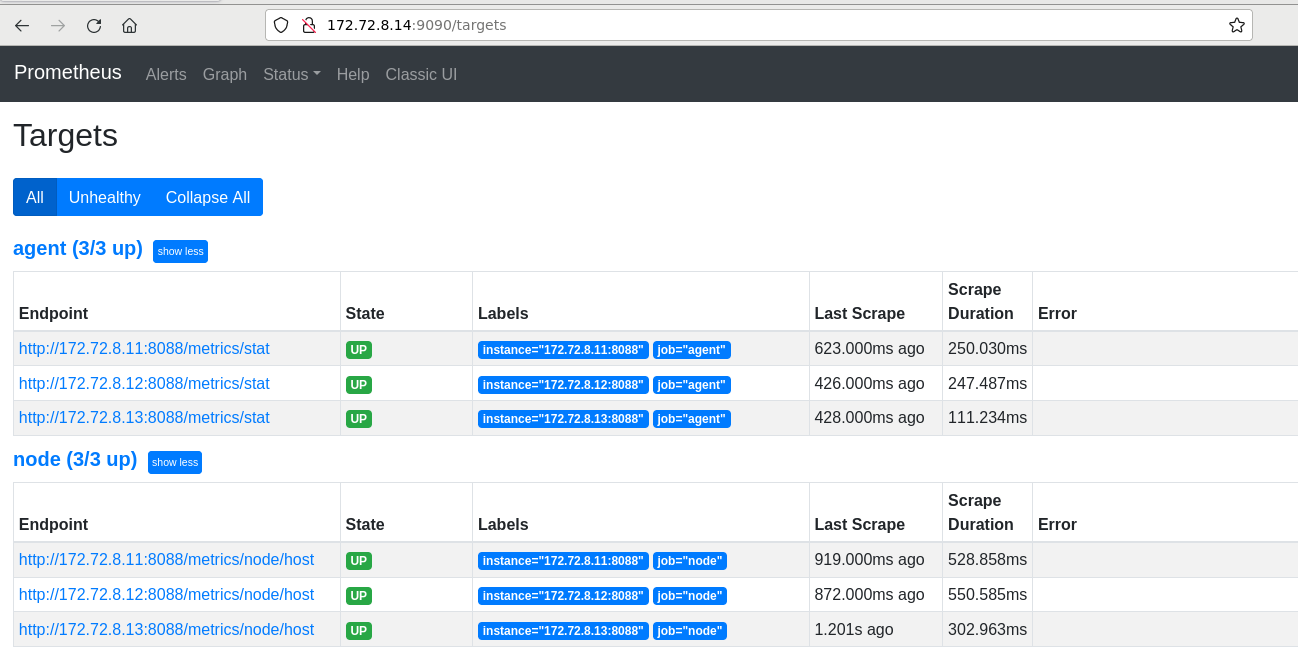 172.72.8.14:9090/targets
Prometheus Alerts Graph Status Help Classic UI
Targets
All Unhealthy Collapse All
agent (3/3 up) show less
Endpoint State Labels Last Scrape Scrape Duration Error
http://172.72.8.11:8088/metrics/stat UP instance="172.72.8.11:8088" job="agent" 623.000ms ago 250.030ms
http://172.72.8.12:8088/metrics/stat UP instance="172.72.8.12:8088" job="agent" 426.000ms ago 247.487ms
http://172.72.8.13:8088/metrics/stat UP instance="172.72.8.13:8088" job="agent" 428.000ms ago 111.234ms
node (3/3 up) show less
Endpoint State Labels Last Scrape Scrape Duration Error
http://172.72.8.11:8088/metrics/node/host UP instance="172.72.8.11:8088" job="node" 919.000ms ago 528.858ms
http://172.72.8.12:8088/metrics/node/host UP instance="172.72.8.12:8088" job="node" 872.000ms ago 550.585ms
http://172.72.8.13:8088/metrics/node/host UP instance="172.72.8.13:8088" job="node" 1.201s ago 302.963ms